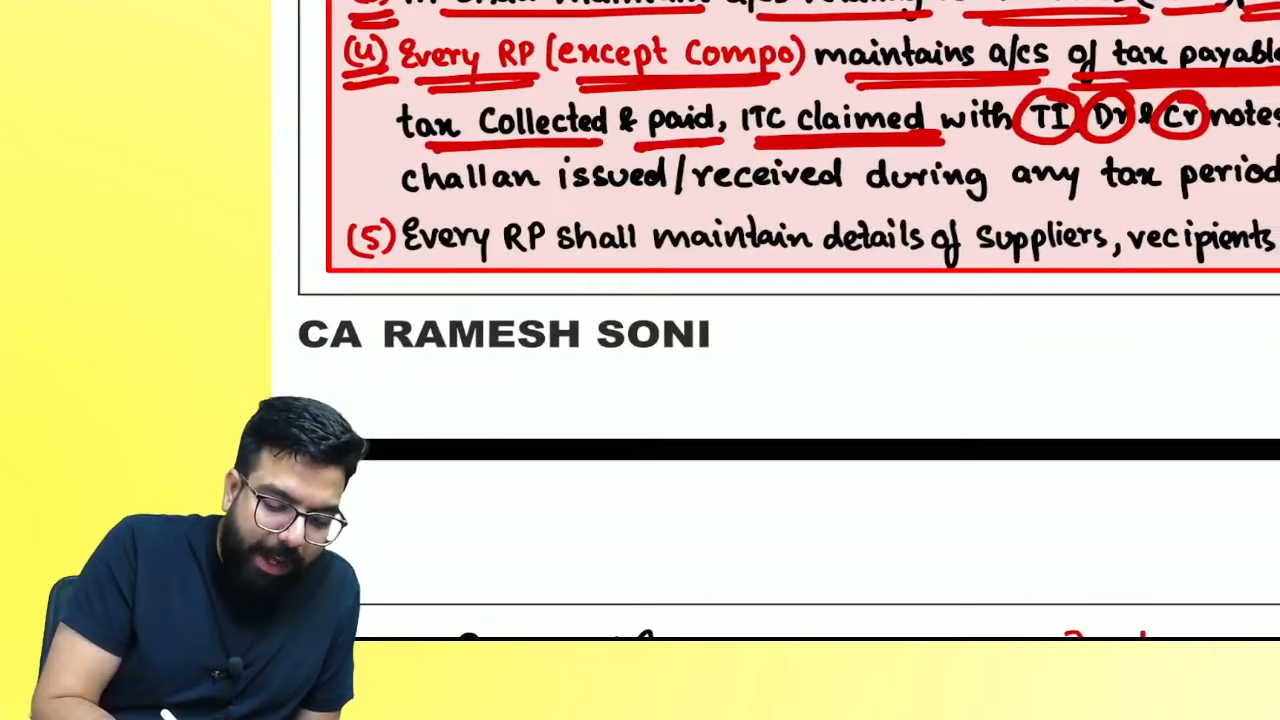 (4) Every RP (except Compo) maintains a/cs of tax payable
tax Collected & paid, ITC claimed with TI Dr & Cr notes
challan issued/received during any tax period
(5) Every RP shall maintain details of suppliers, recipients
CA RAMESH SONI